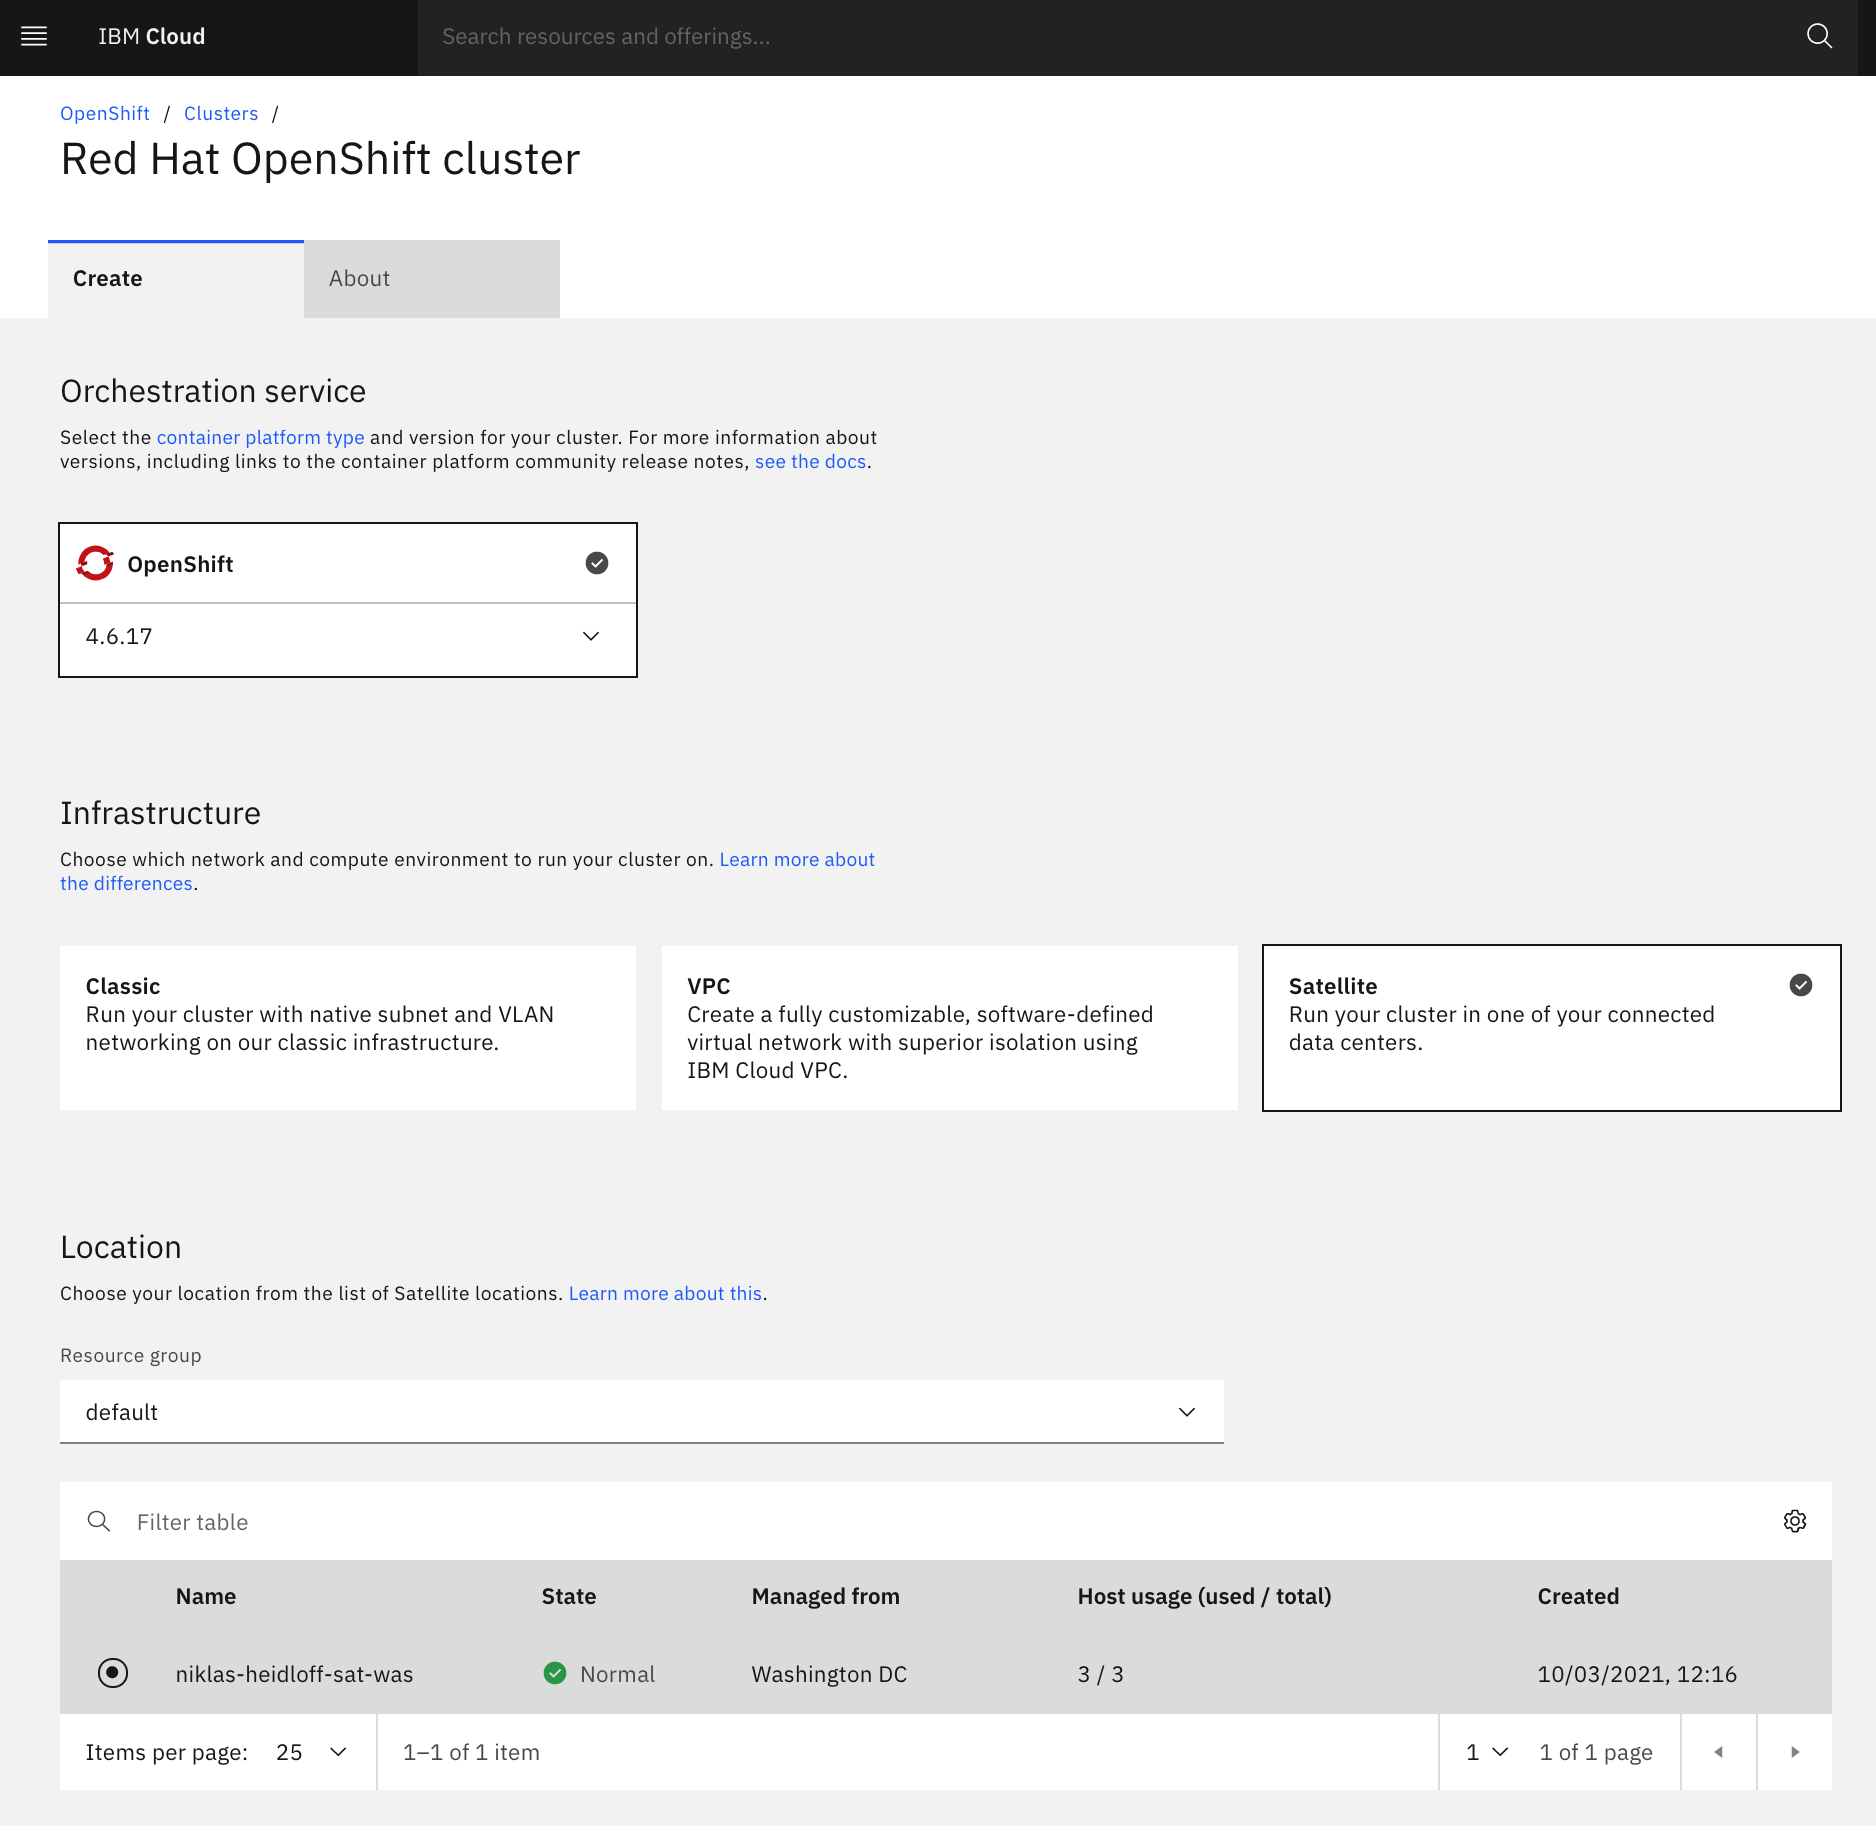 IBM Cloud
Search resources and offerings...
OpenShift / Clusters /
Red Hat OpenShift cluster
Create
About
Orchestration service
Select the container platform type and version for your cluster. For more information about
versions, including links to the container platform community release notes, see the docs.
OpenShift
4.6.17
Infrastructure
Choose which network and compute environment to run your cluster on. Learn more about
the differences.
Classic
Run your cluster with native subnet and VLAN
networking on our classic infrastructure.
VPC
Create a fully customizable, software-defined
virtual network with superior isolation using
IBM Cloud VPC.
Satellite
Run your cluster in one of your connected
data centers.
Location
Choose your location from the list of Satellite locations. Learn more about this.
Resource group
default
Filter table
Name State Managed from Host usage (used / total) Created
niklas-heidloff-sat-was Normal Washington DC 3 / 3 10/03/2021, 12:16
Items per page: 25 1–1 of 1 item 1 1 of 1 page